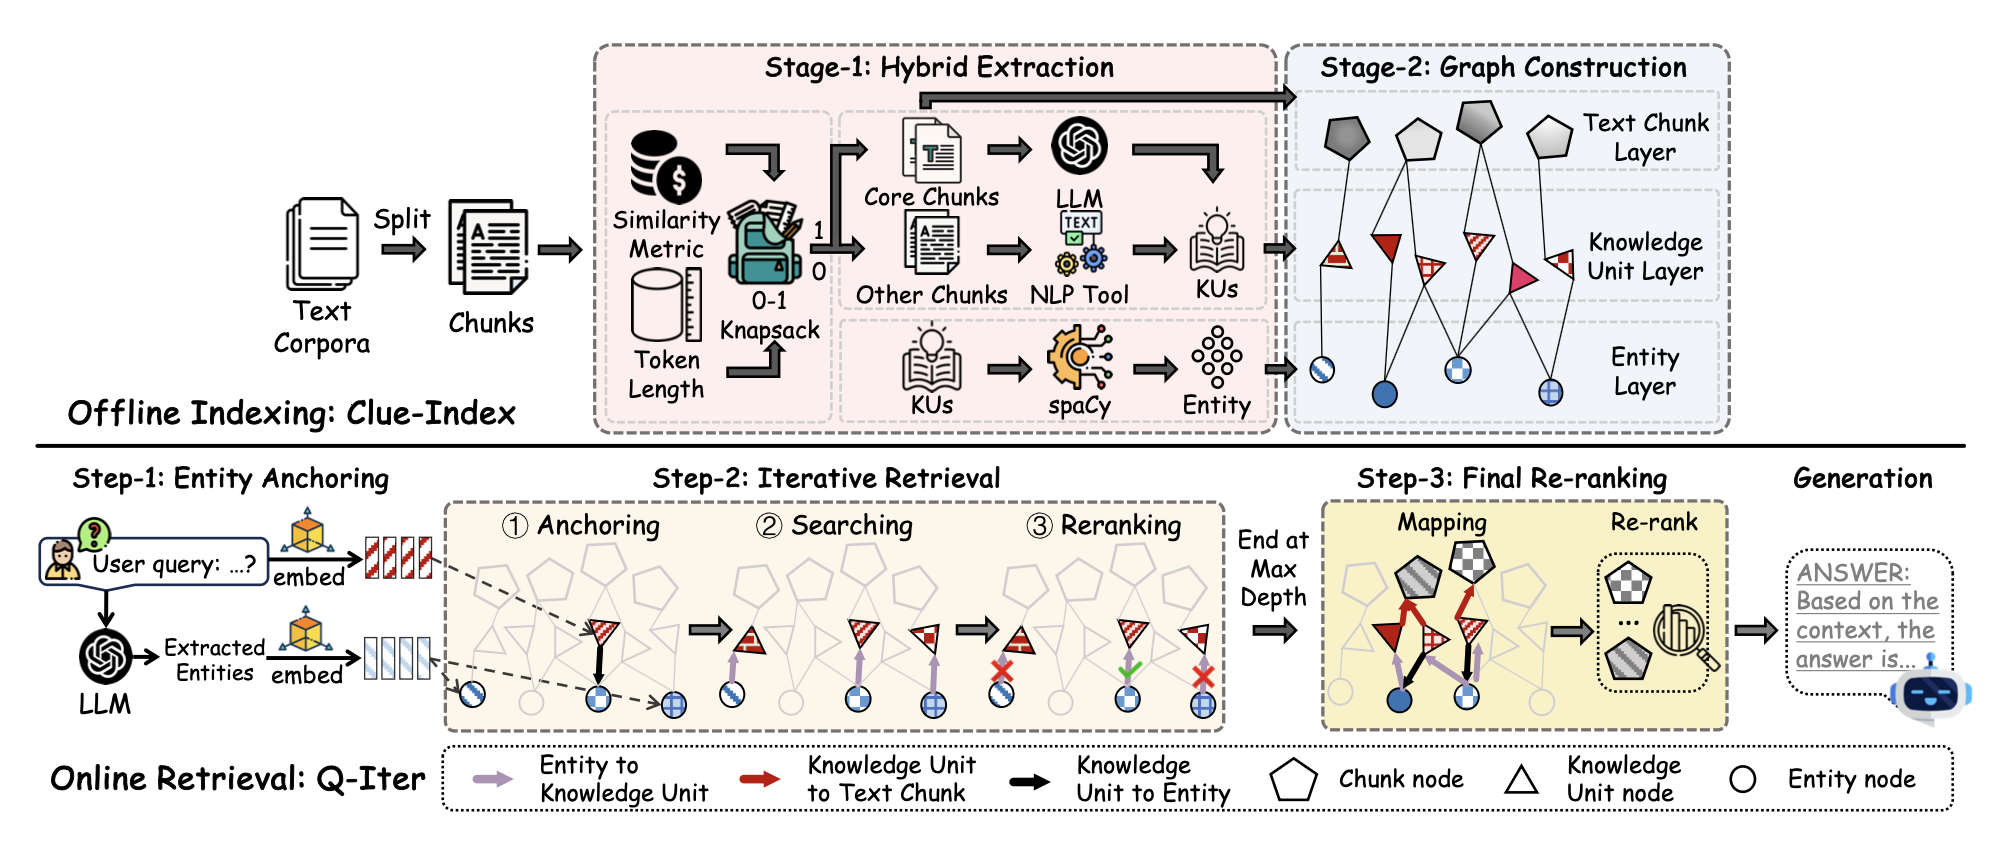 Stage-1: Hybrid Extraction
Stage-2: Graph Construction
Text
Corpora
Split
Chunks
Similarity
Metric
Token
Length
0-1
Knapsack
1
0
Core Chunks
LLM
T
A
A
TEXT
Other Chunks
NLP Tool
KUs
KUs
spaCy
Entity
Text Chunk
Layer
Knowledge
Unit Layer
Entity
Layer
Offline Indexing: Clue-Index
Step-1: Entity Anchoring
Step-2: Iterative Retrieval
Step-3: Final Re-ranking
Generation
User query: ...?
embed
LLM
Extracted
Entities
embed
① Anchoring
② Searching
③ Reranking
End at
Max
Depth
Mapping
Re-rank
...
ANSWER:
Based on the
context, the
answer is...
Online Retrieval: Q-Iter
Entity to
Knowledge Unit
Knowledge Unit
to Text Chunk
Knowledge
Unit to Entity
Chunk node
Knowledge
Unit node
Entity node